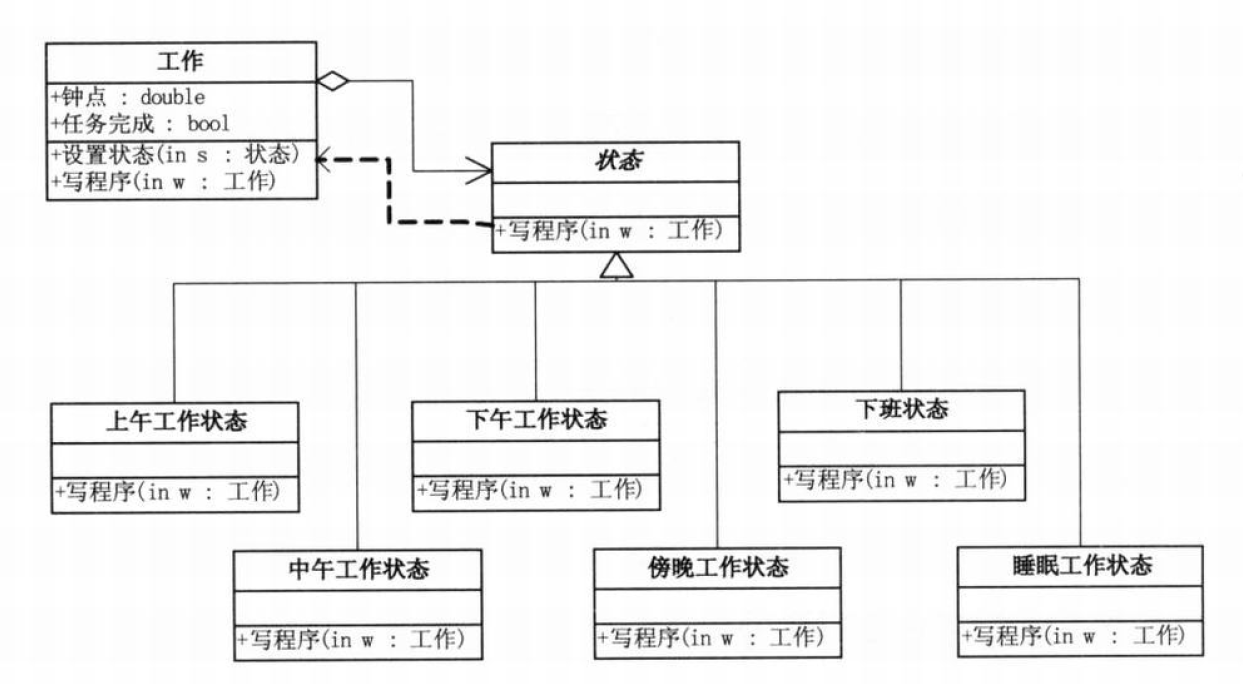 工作
+钟点 : double
+任务完成 : bool
+设置状态(in s : 状态)
+写程序(in w : 工作)
状态
+写程序(in w : 工作)
上午工作状态
+写程序(in w : 工作)
下午工作状态
+写程序(in w : 工作)
下班状态
+写程序(in w : 工作)
中午工作状态
+写程序(in w : 工作)
傍晚工作状态
+写程序(in w : 工作)
睡眠工作状态
+写程序(in w : 工作)